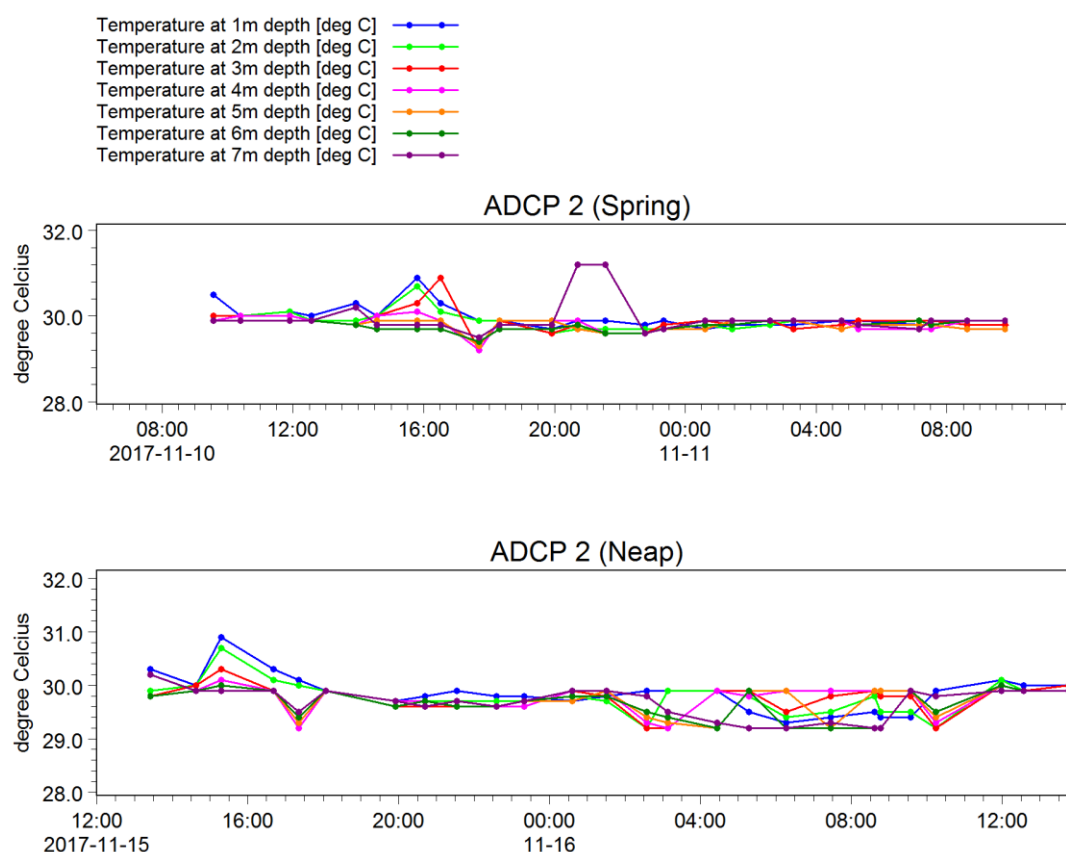 Temperature at 1m depth [deg C]
Temperature at 2m depth [deg C]
Temperature at 3m depth [deg C]
Temperature at 4m depth [deg C]
Temperature at 5m depth [deg C]
Temperature at 6m depth [deg C]
Temperature at 7m depth [deg C]
ADCP 2 (Spring)
degree Celcius
32.0
30.0
28.0
08:00 12:00 16:00 20:00 00:00 04:00 08:00
2017-11-10 11-11
ADCP 2 (Neap)
degree Celcius
32.0
31.0
30.0
29.0
28.0
12:00 16:00 20:00 00:00 04:00 08:00 12:00
2017-11-15 11-16